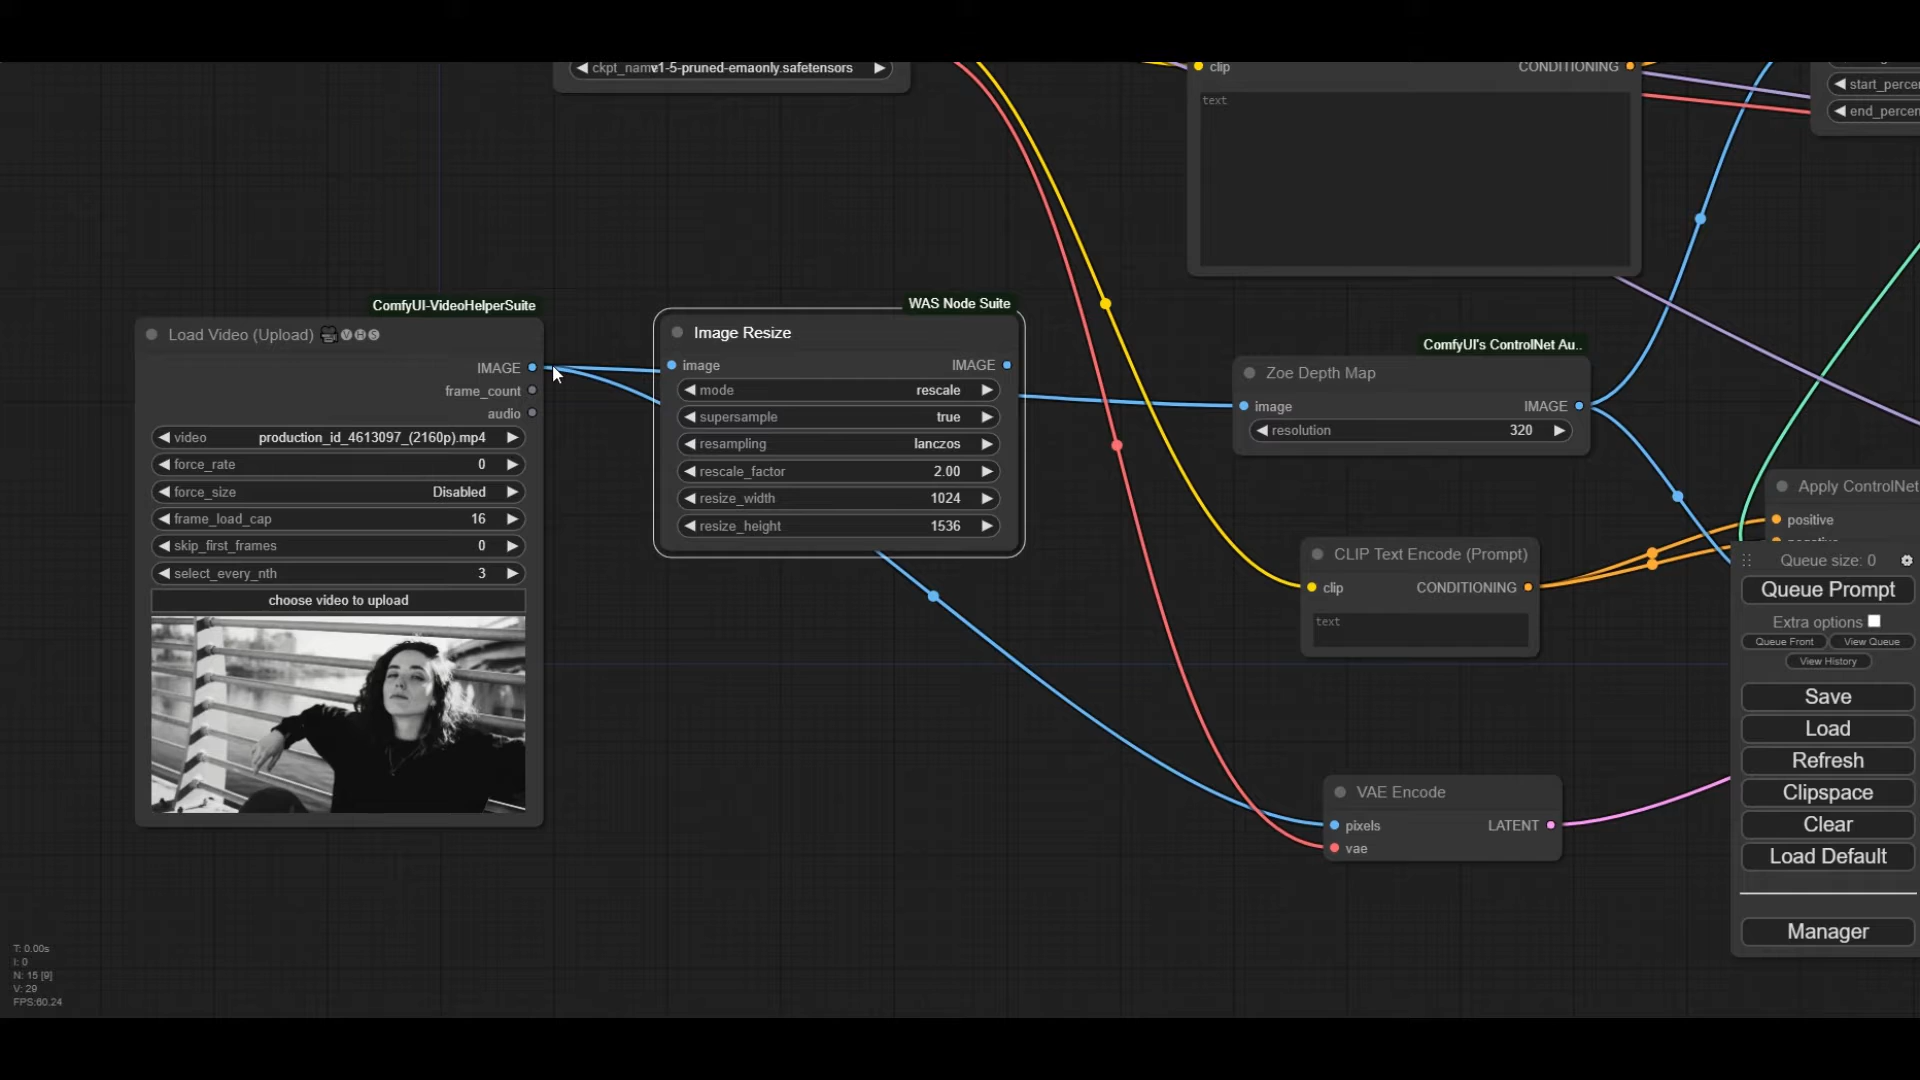 ckpt_name v1-5-pruned-emaonly.safetensors
clip CONDITIONING
text
start_percen
end_percen
ComfyUI-VideoHelperSuite
Load Video (Upload) VHS
IMAGE
frame_count
audio
video production_id_4613097_(2160p).mp4
force_rate 0
force_size Disabled
frame_load_cap 16
skip_first_frames 0
select_every_nth 3
choose video to upload
WAS Node Suite
Image Resize
image IMAGE
mode rescale
supersample true
resampling lanczos
rescale_factor 2.00
resize_width 1024
resize_height 1536
ComfyUI's ControlNet Au..
Zoe Depth Map
image IMAGE
resolution 320
CLIP Text Encode (Prompt)
clip CONDITIONING
text
VAE Encode
pixels LATENT
vae
Apply ControlNet
positive
Queue size: 0
Queue Prompt
Extra options
Queue Front View Queue
View History
Save
Load
Refresh
Clipspace
Clear
Load Default
Manager
T: 0.00s
I: 0
N: 15 [9]
V: 29
FPS:60.24